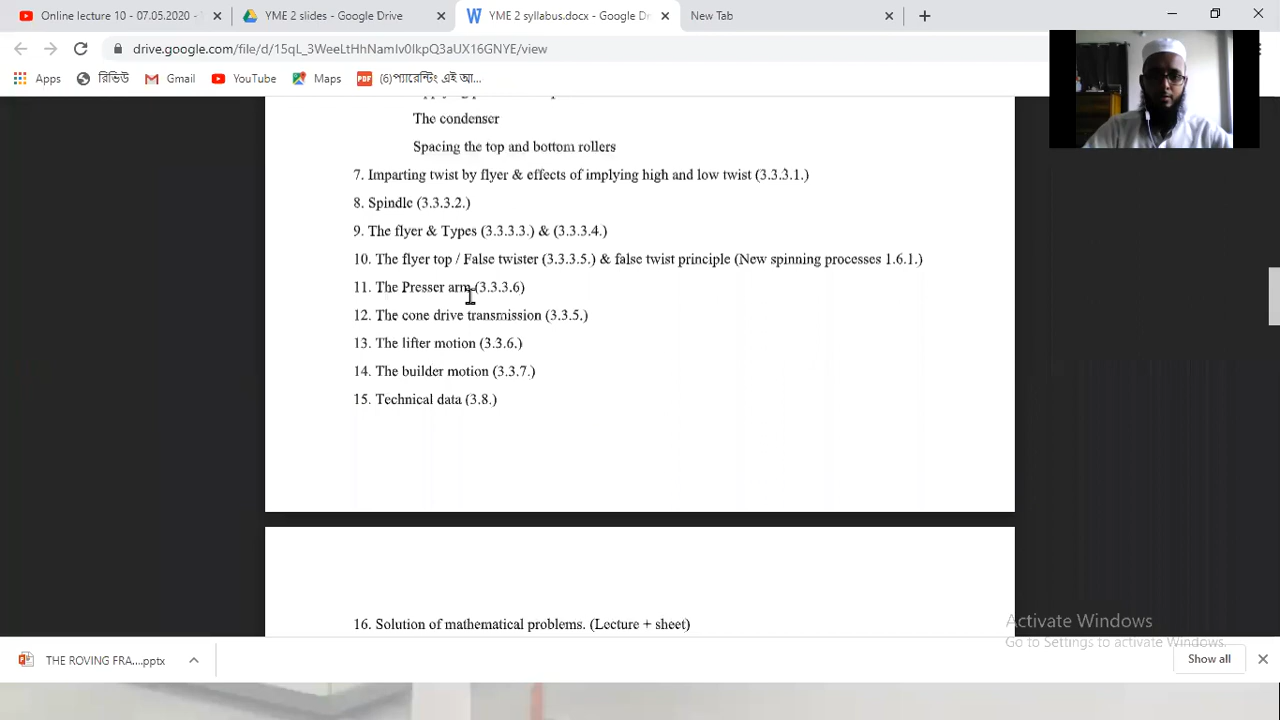 Online lecture 10 - 07.05.2020 -
YME 2 slides - Google Drive
YME 2 syllabus.docx - Google Dr
New Tab
drive.google.com/file/d/15qL_3WeeLtHhNamIv0IkpQ3aUX16GNYE/view
Apps
রিভিউ
Gmail
YouTube
Maps
(6)প্যারেন্টিং এই আ...
The condenser
Spacing the top and bottom rollers
7. Imparting twist by flyer & effects of implying high and low twist (3.3.3.1.)
8. Spindle (3.3.3.2.)
9. The flyer & Types (3.3.3.3.) & (3.3.3.4.)
10. The flyer top / False twister (3.3.3.5.) & false twist principle (New spinning processes 1.6.1.)
11. The Presser arm (3.3.3.6)
12. The cone drive transmission (3.3.5.)
13. The lifter motion (3.3.6.)
14. The builder motion (3.3.7.)
15. Technical data (3.8.)
16. Solution of mathematical problems. (Lecture + sheet)
Activate Windows
Go to Settings to activate Windows.
THE ROVING FRA....pptx
Show all